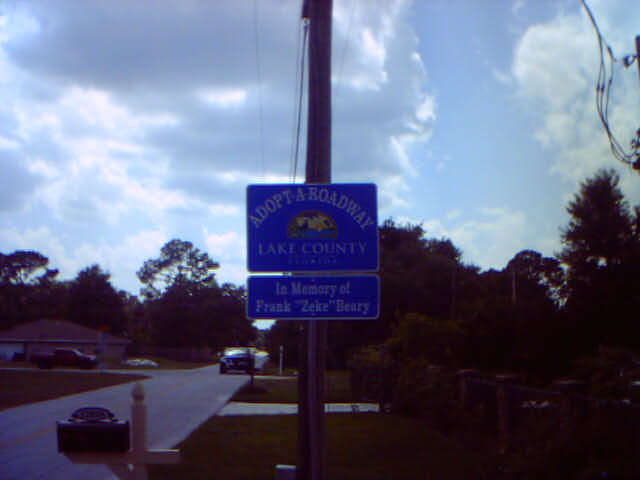 ADOPT-A-ROADWAY
LAKE COUNTY
FLORIDA
In Memory of
Frank "Zeke" Beary